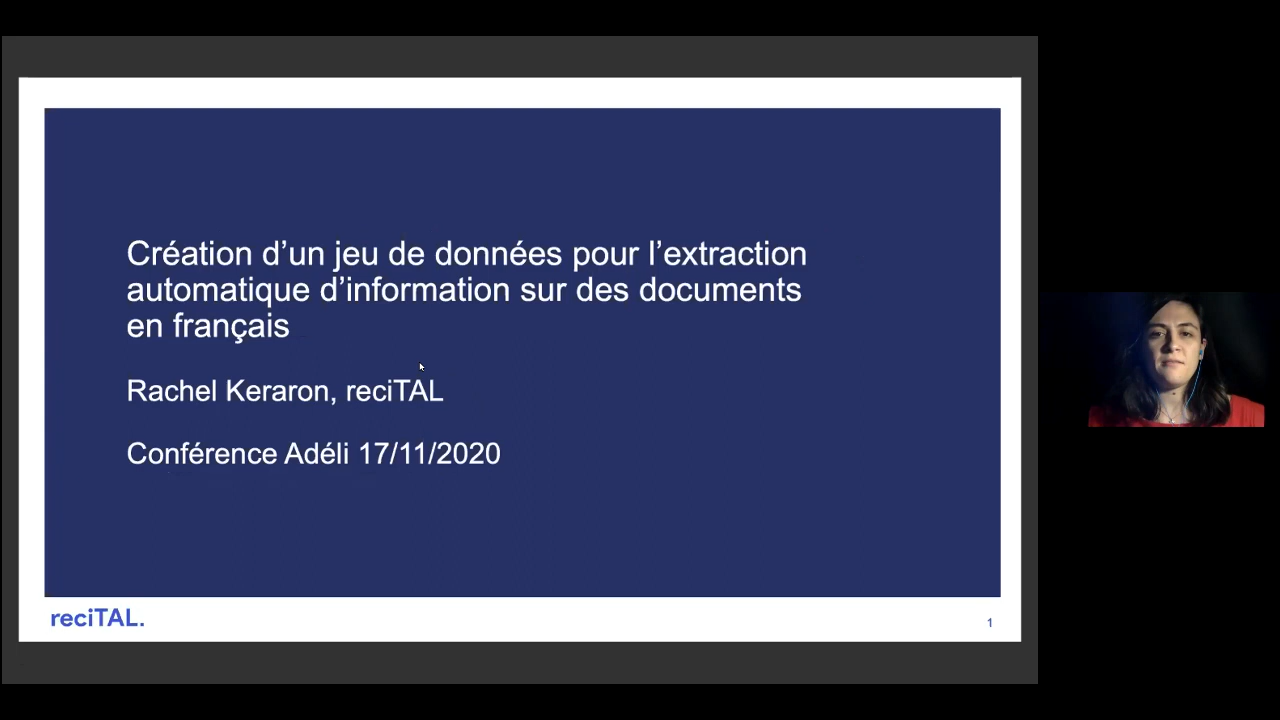 Création d’un jeu de données pour l’extraction
automatique d’information sur des documents
en français
Rachel Keraron, reciTAL
Conférence Adéli 17/11/2020
reciTAL.
1